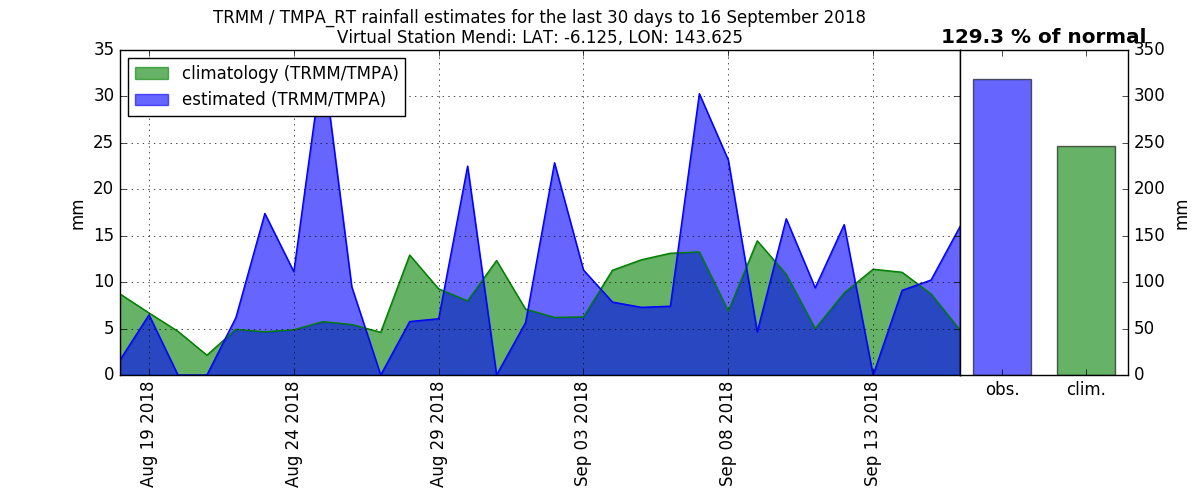 TRMM / TMPA_RT rainfall estimates for the last 30 days to 16 September 2018
Virtual Station Mendi: LAT: -6.125, LON: 143.625
129.3 % of normal
climatology (TRMM/TMPA)
estimated (TRMM/TMPA)
35
30
25
20
15
10
5
0
mm
Aug 19 2018
Aug 24 2018
Aug 29 2018
Sep 03 2018
Sep 08 2018
Sep 13 2018
obs.
clim.
350
300
250
200
150
100
50
0
mm